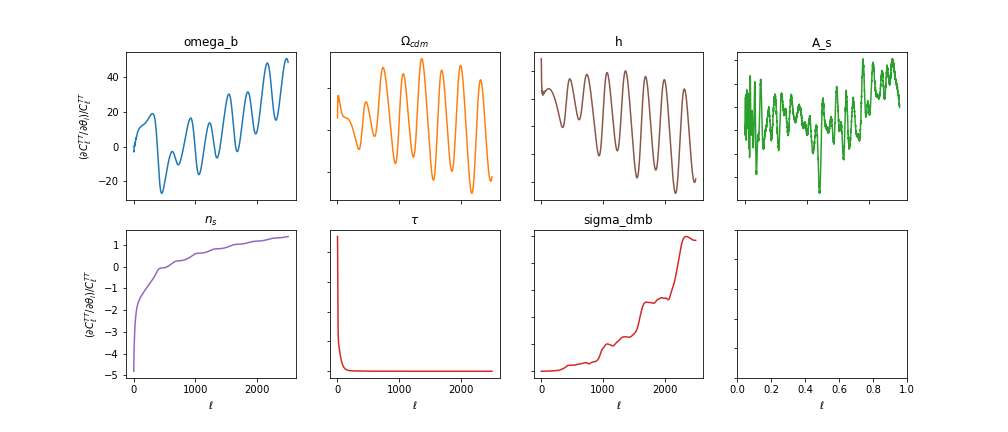 omega_b
Ω_{cdm}
h
A_s
(∂C_ℓ^{TT}/∂θ_i)/C_ℓ^{TT}
40
20
0
−20
n_s
τ
sigma_dmb
(∂C_ℓ^{TT}/∂θ_i)/C_ℓ^{TT}
1
0
−1
−2
−3
−4
−5
0 1000 2000
0 1000 2000
0 1000 2000
0.0 0.2 0.4 0.6 0.8 1.0
ℓ
ℓ
ℓ
ℓ